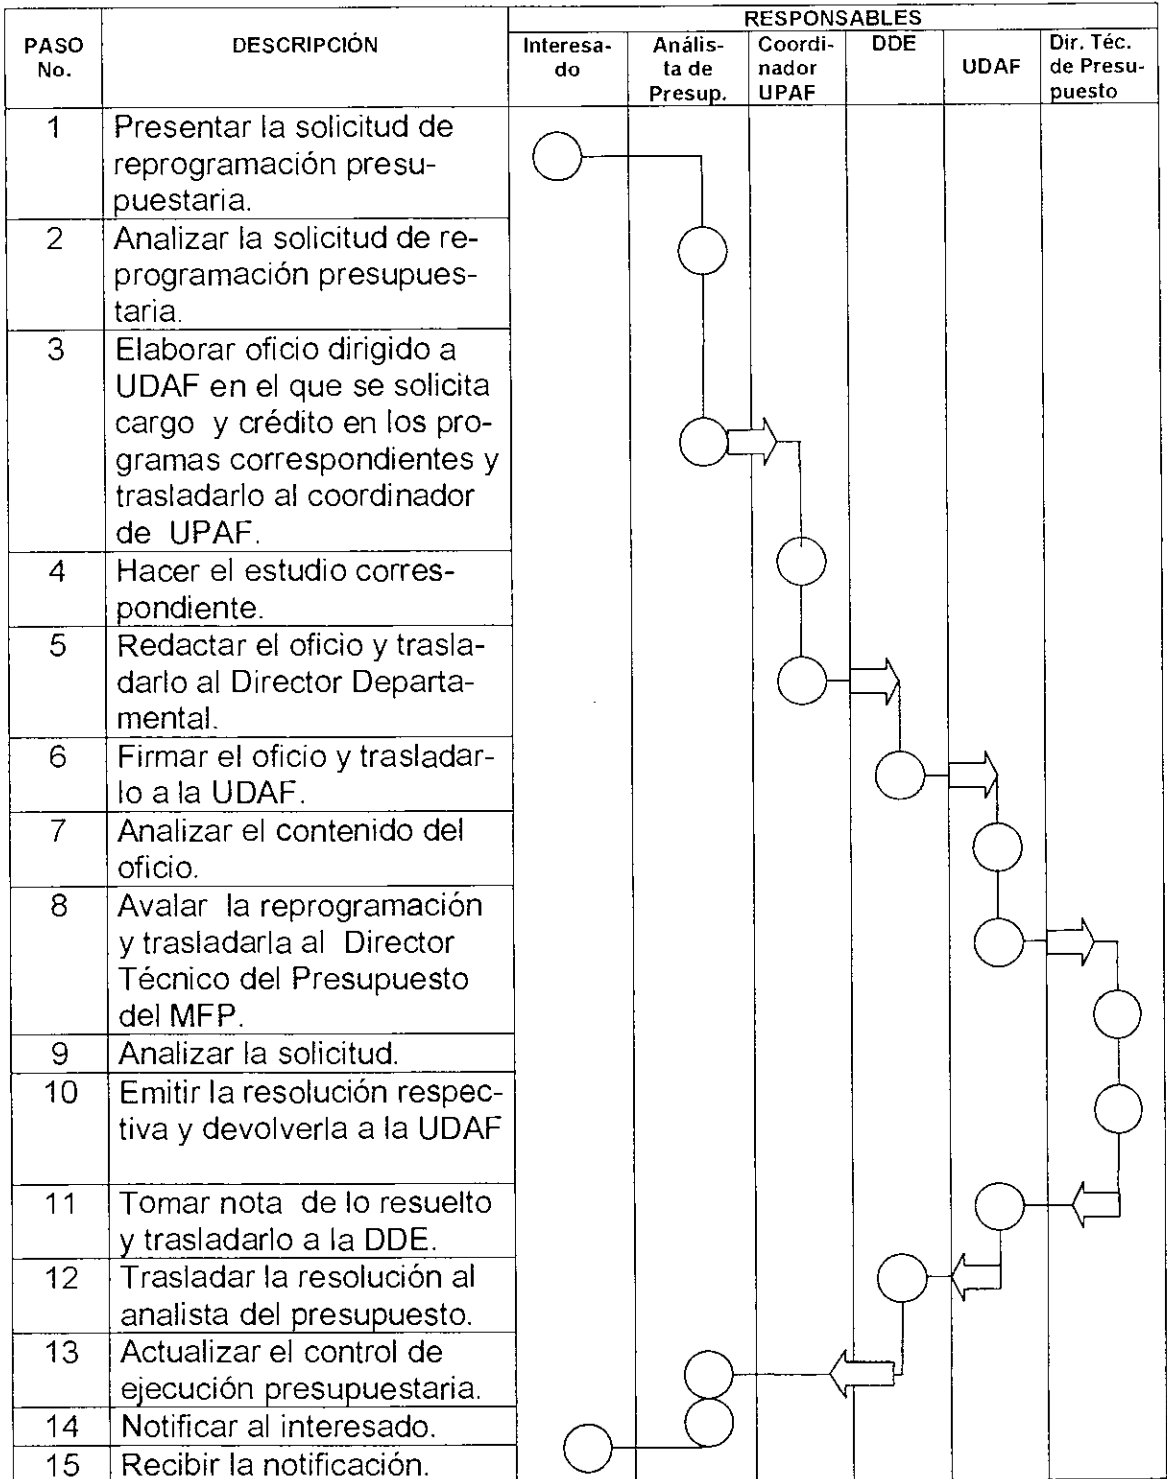 RESPONSABLES
PASO No.
DESCRIPCIÓN
Interesa-
do
Anális-
ta de
Presup.
Coordi-
nador
UPAF
DDE
UDAF
Dir. Téc.
de Presu-
puesto
1
Presentar la solicitud de
reprogramación presu-
puestaria.
2
Analizar la solicitud de re-
programación presupues-
taria.
3
Elaborar oficio dirigido a
UDAF en el que se solicita
cargo y crédito en los pro-
gramas correspondientes y
trasladarlo al coordinador
de UPAF.
4
Hacer el estudio corres-
pondiente.
5
Redactar el oficio y trasla-
darlo al Director Departa-
mental.
6
Firmar el oficio y trasladar-
lo a la UDAF.
7
Analizar el contenido del
oficio.
8
Avalar la reprogramación
y trasladarla al Director
Técnico del Presupuesto
del MFP.
9
Analizar la solicitud.
10
Emitir la resolución respec-
tiva y devolverla a la UDAF
11
Tomar nota de lo resuelto
y trasladarlo a la DDE.
12
Trasladar la resolución al
analista del presupuesto.
13
Actualizar el control de
ejecución presupuestaria.
14
Notificar al interesado.
15
Recibir la notificación.